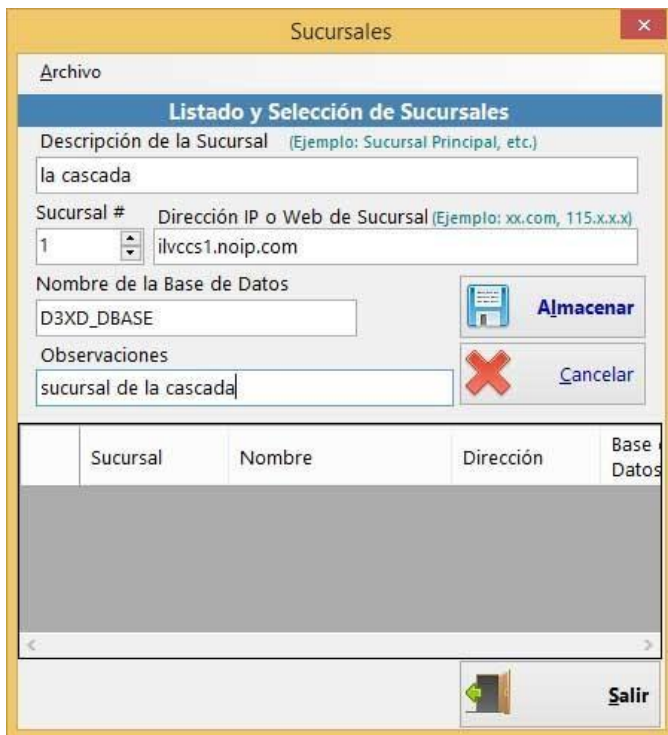 Sucursales
Archivo
Listado y Selección de Sucursales
Descripción de la Sucursal (Ejemplo: Sucursal Principal, etc.)
la cascada
Sucursal # Dirección IP o Web de Sucursal (Ejemplo: xx.com, 115.x.x.x)
1 ilvccs1.noip.com
Nombre de la Base de Datos
D3XD_DBASE
Almacenar
Observaciones
sucursal de la cascada
Cancelar
Sucursal Nombre Dirección Base
Datos
Salir